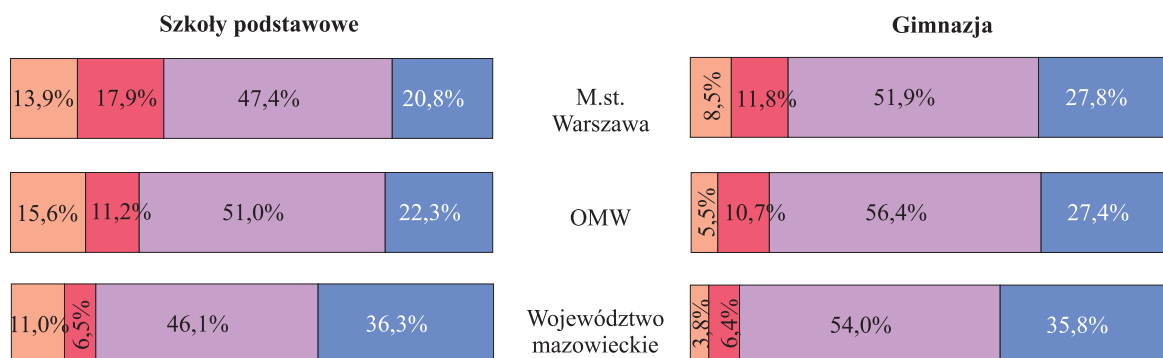 Szkoły podstawowe
Gimnazja
13,9% 17,9% 47,4% 20,8%
M.st.
Warszawa
8,5% 11,8% 51,9% 27,8%
15,6% 11,2% 51,0% 22,3%
OMW
5,5% 10,7% 56,4% 27,4%
11,0% 6,5% 46,1% 36,3%
Województwo
mazowieckie
3,8% 6,4% 54,0% 35,8%